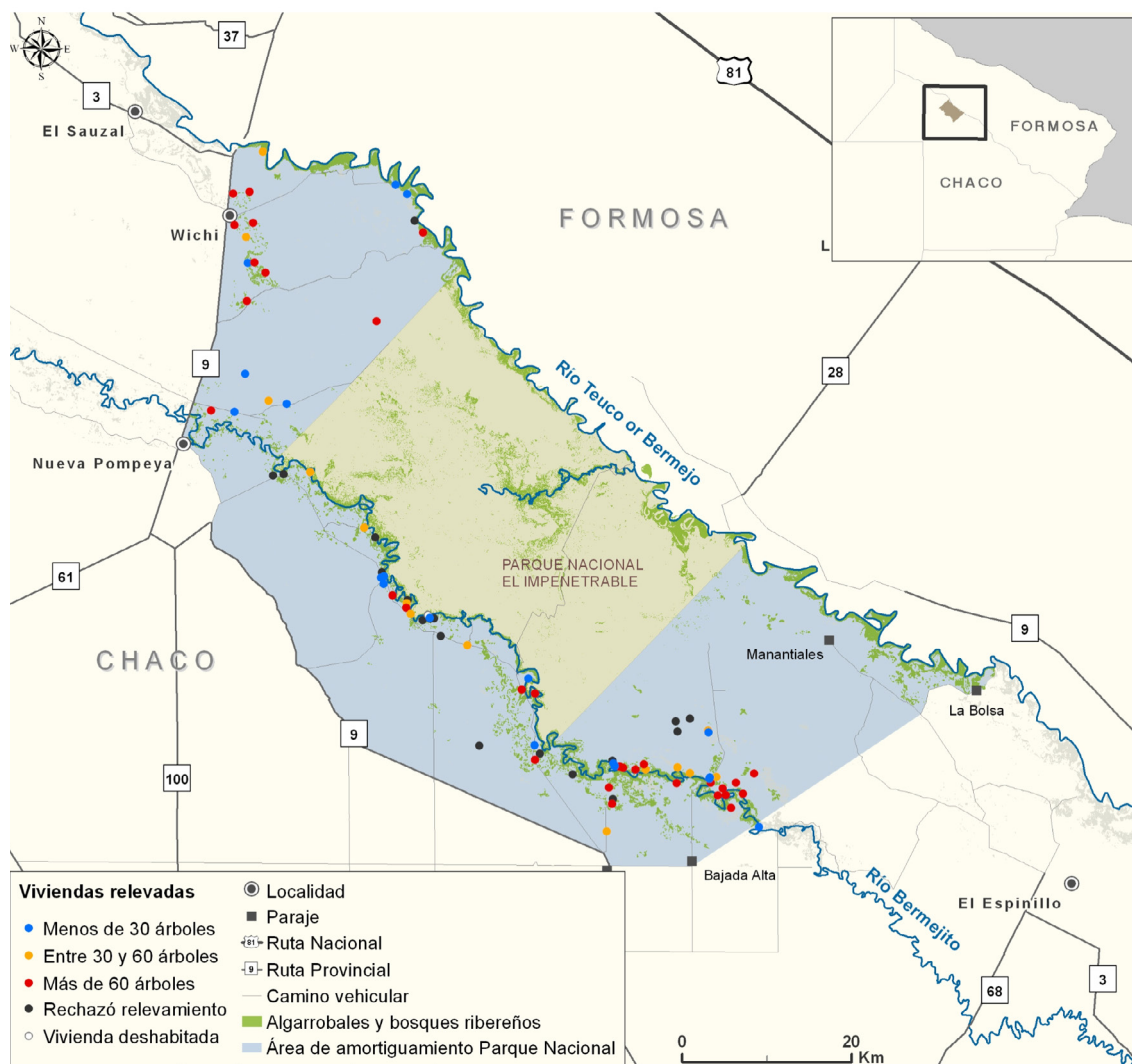 N
W E
S
37
81
3
El Sauzal
FORMOSA
CHACO
FORMOSA
Wichi
L
9
28
Río Teuco or Bermejo
Nueva Pompeya
61
PARQUE NACIONAL
EL IMPENETRABLE
9
Manantiales
CHACO
La Bolsa
9
100
Bajada Alta
El Espinillo
Río Bermejito
68
3
Viviendas relevadas
Menos de 30 árboles
Entre 30 y 60 árboles
Más de 60 árboles
Rechazó relevamiento
Vivienda deshabitada
Localidad
Paraje
81 Ruta Nacional
9 Ruta Provincial
Camino vehicular
Algarrobales y bosques ribereños
Área de amortiguamiento Parque Nacional
0 20
Km